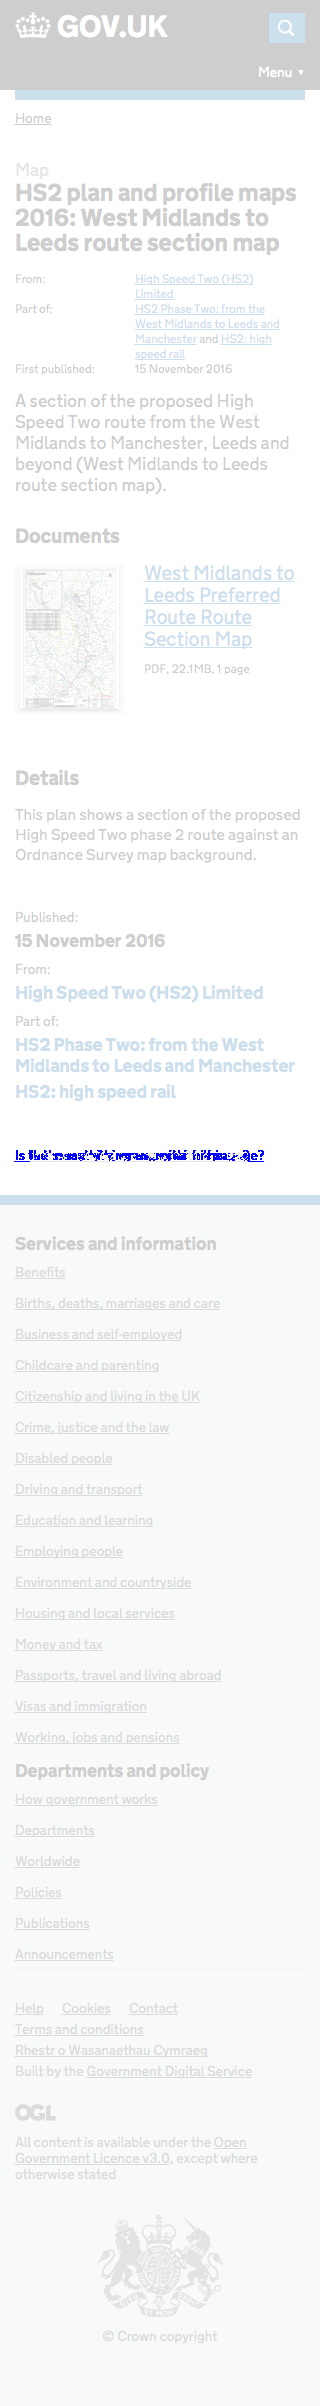 GOV.UK
Menu ▼
Home
Map
HS2 plan and profile maps
2016: West Midlands to
Leeds route section map
From: High Speed Two (HS2)
Limited
Part of: HS2 Phase Two: from the
West Midlands to Leeds and
Manchester and HS2: high
speed rail
First published: 15 November 2016
A section of the proposed High
Speed Two route from the West
Midlands to Manchester, Leeds and
beyond (West Midlands to Leeds
route section map).
Documents
West Midlands to
Leeds Preferred
Route Route
Section Map
PDF, 22.1MB, 1 page
Details
This plan shows a section of the proposed
High Speed Two phase 2 route against an
Ordnance Survey map background.
Published:
15 November 2016
From:
High Speed Two (HS2) Limited
Part of:
HS2 Phase Two: from the West
Midlands to Leeds and Manchester
HS2: high speed rail
Is
Services and information
Benefits
Births, deaths, marriages and care
Business and self-employed
Childcare and parenting
Citizenship and living in the UK
Crime, justice and the law
Disabled people
Driving and transport
Education and learning
Employing people
Environment and countryside
Housing and local services
Money and tax
Passports, travel and living abroad
Visas and immigration
Working, jobs and pensions
Departments and policy
How government works
Departments
Worldwide
Policies
Publications
Announcements
Help Cookies Contact
Terms and conditions
Rhestr o Wasanaethau Cymraeg
Built by the Government Digital Service
OGL
All content is available under the Open
Government Licence v3.0, except where
otherwise stated
© Crown copyright